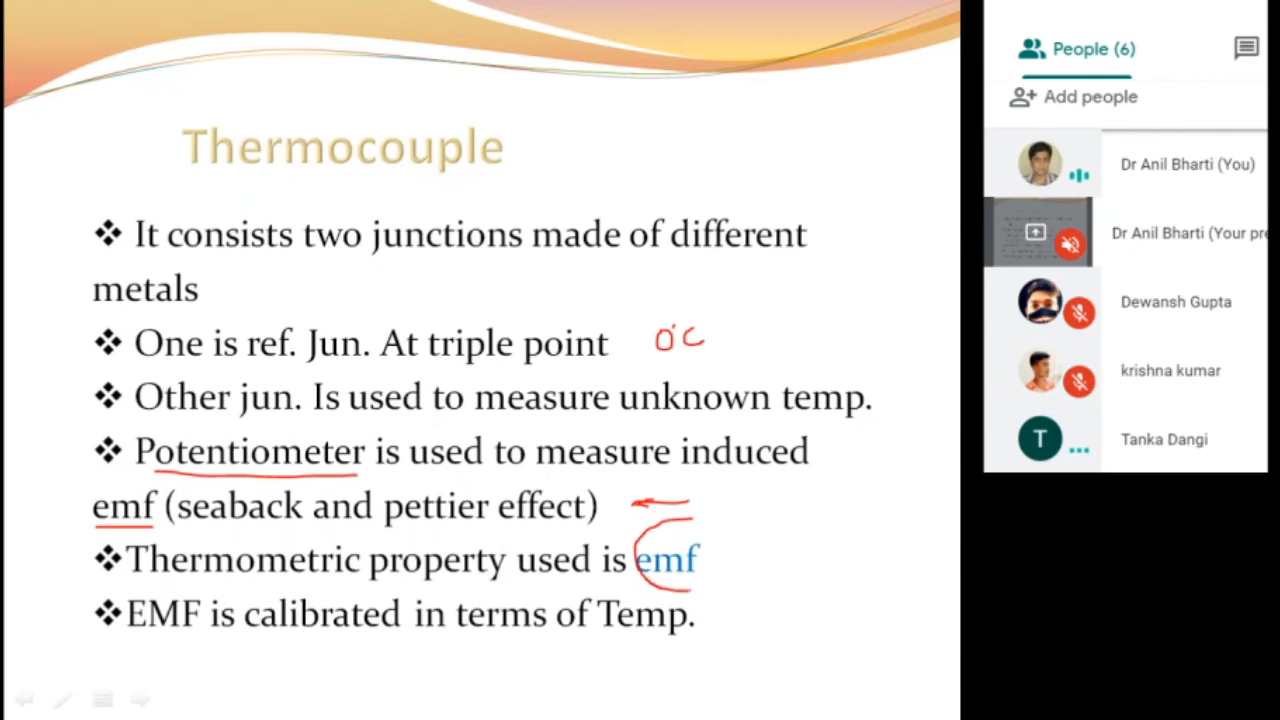 Thermocouple
❖ It consists two junctions made of different
metals
❖ One is ref. Jun. At triple point 0°C
❖ Other jun. Is used to measure unknown temp.
❖ Potentiometer is used to measure induced
emf (seaback and pettier effect)
❖Thermometric property used is emf
❖EMF is calibrated in terms of Temp.
People (6)
Add people
Dr Anil Bharti (You)
Dr Anil Bharti (Your pre
Dewansh Gupta
krishna kumar
T
Tanka Dangi